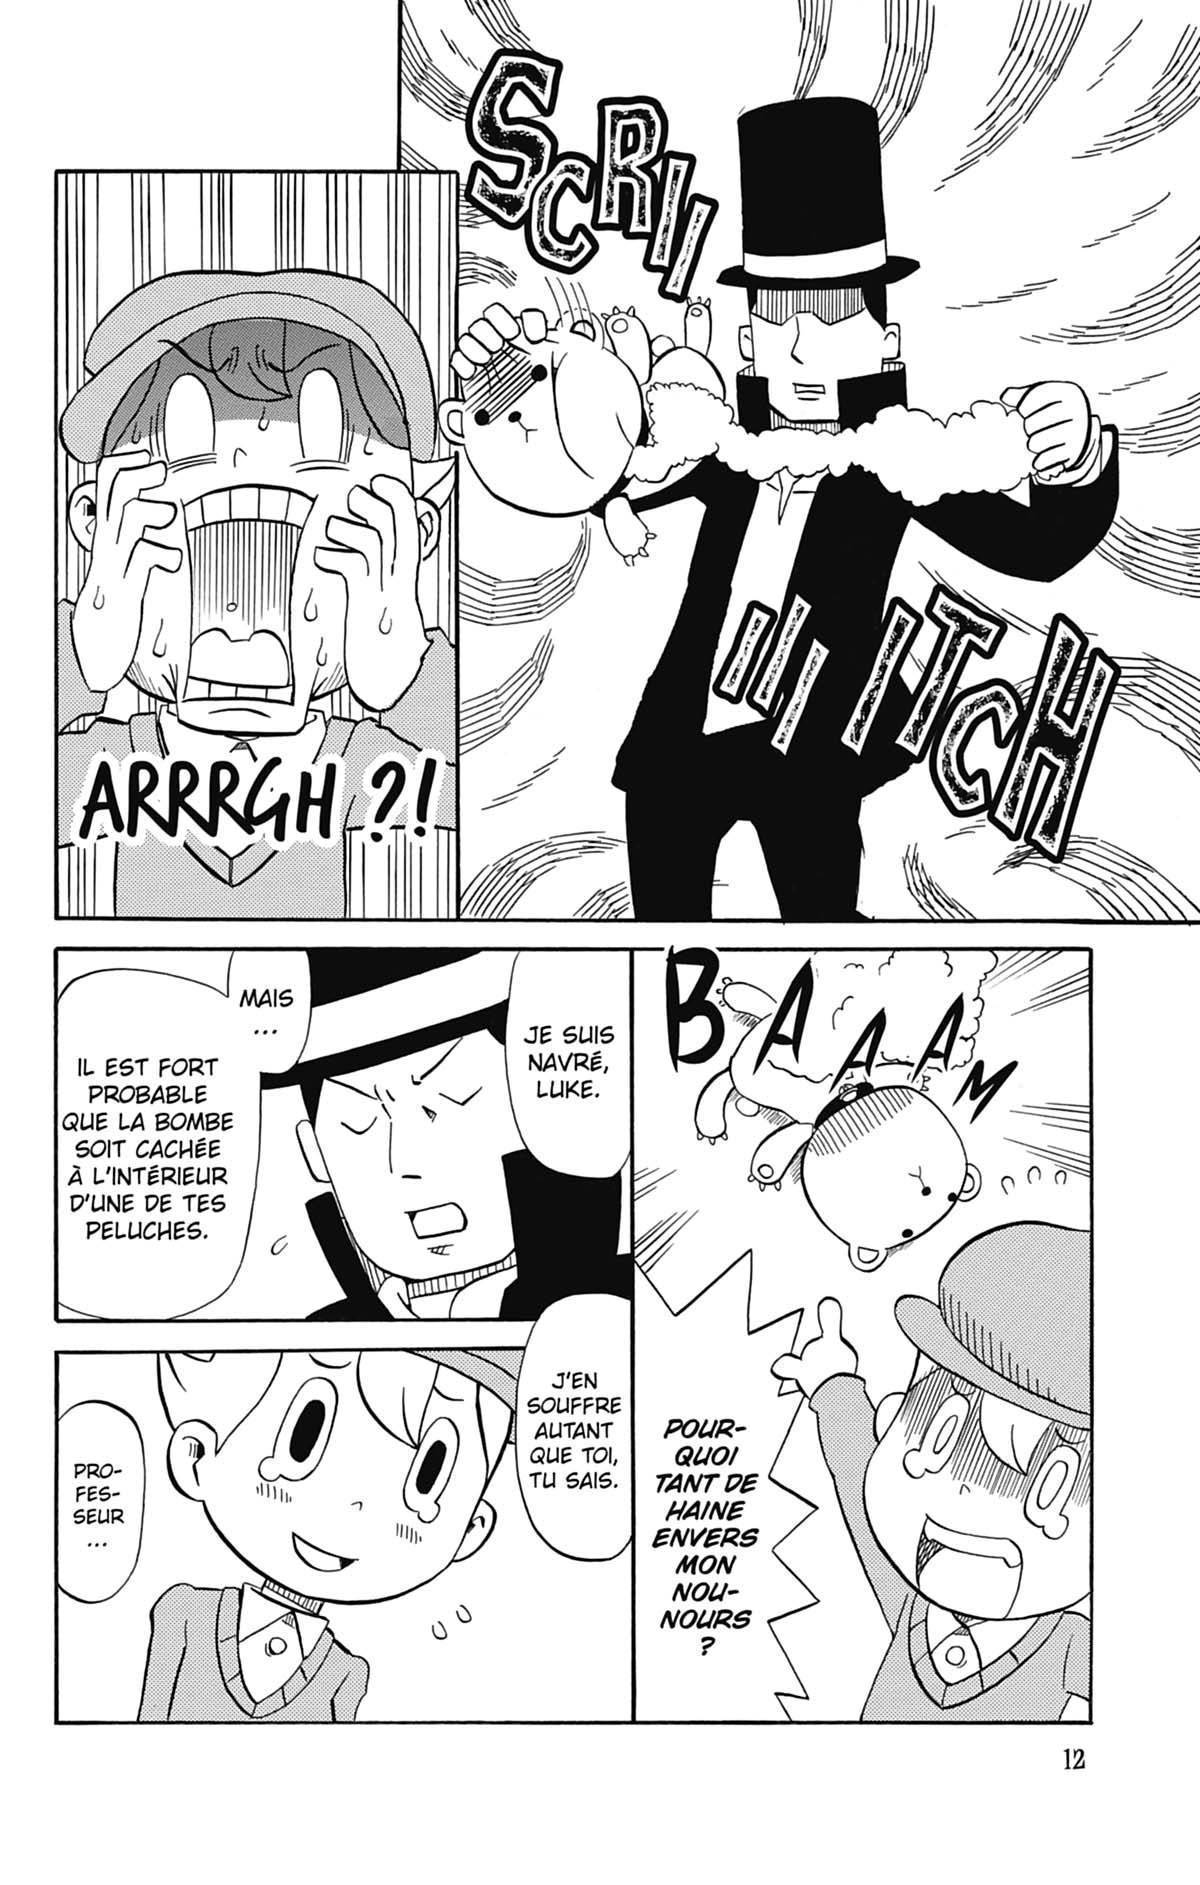 SCRIIIIIIITCH
ARRRGH ?!
BAAAAM
POUR-
QUOI
TANT DE
HAINE
ENVERS
MON
NOU-
NOURS
?
JE SUIS
NAVRÉ,
LUKE.
MAIS
...
IL EST FORT
PROBABLE
QUE LA BOMBE
SOIT CACHÉE
À L'INTÉRIEUR
D'UNE DE TES
PELUCHES.
J'EN
SOUFFRE
AUTANT
QUE TOI,
TU SAIS.
PRO-
FES-
SEUR
...
12